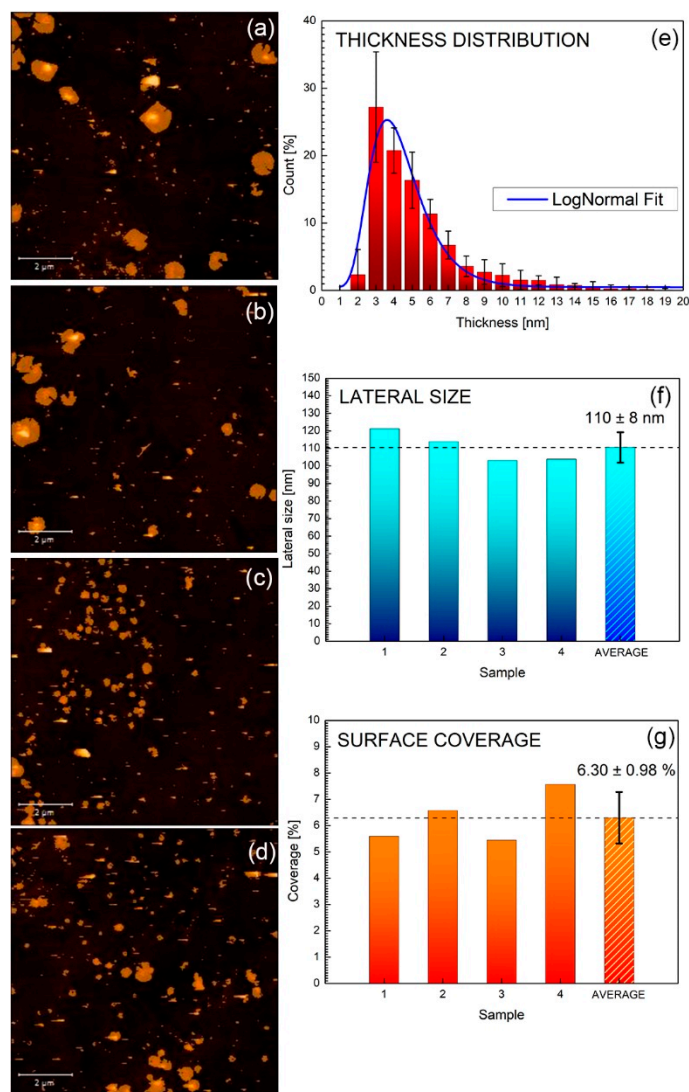 (a)
2 µm
(b)
2 µm
(c)
2 µm
(d)
2 µm
THICKNESS DISTRIBUTION
(e)
Count [%]
40
30
20
10
0
LogNormal Fit
0 1 2 3 4 5 6 7 8 9 10 11 12 13 14 15 16 17 18 19 20
Thickness [nm]
LATERAL SIZE
(f)
110 ± 8 nm
Lateral size [nm]
150
140
130
120
110
100
90
80
70
60
50
40
30
20
10
0
1 2 3 4 AVERAGE
Sample
SURFACE COVERAGE
(g)
6.30 ± 0.98 %
Coverage [%]
10
9
8
7
6
5
4
3
2
1
0
1 2 3 4 AVERAGE
Sample